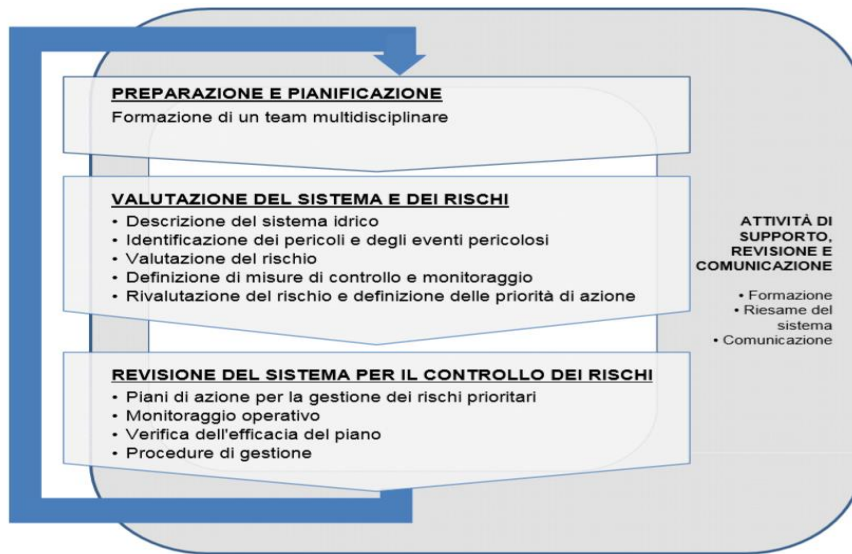 PREPARAZIONE E PIANIFICAZIONE
Formazione di un team multidisciplinare
VALUTAZIONE DEL SISTEMA E DEI RISCHI
• Descrizione del sistema idrico
• Identificazione dei pericoli e degli eventi pericolosi
• Valutazione del rischio
• Definizione di misure di controllo e monitoraggio
• Rivalutazione del rischio e definizione delle priorità di azione
REVISIONE DEL SISTEMA PER IL CONTROLLO DEI RISCHI
• Piani di azione per la gestione dei rischi prioritari
• Monitoraggio operativo
• Verifica dell'efficacia del piano
• Procedure di gestione
ATTIVITÀ DI
SUPPORTO,
REVISIONE E
COMUNICAZIONE
• Formazione
• Riesame del
sistema
• Comunicazione